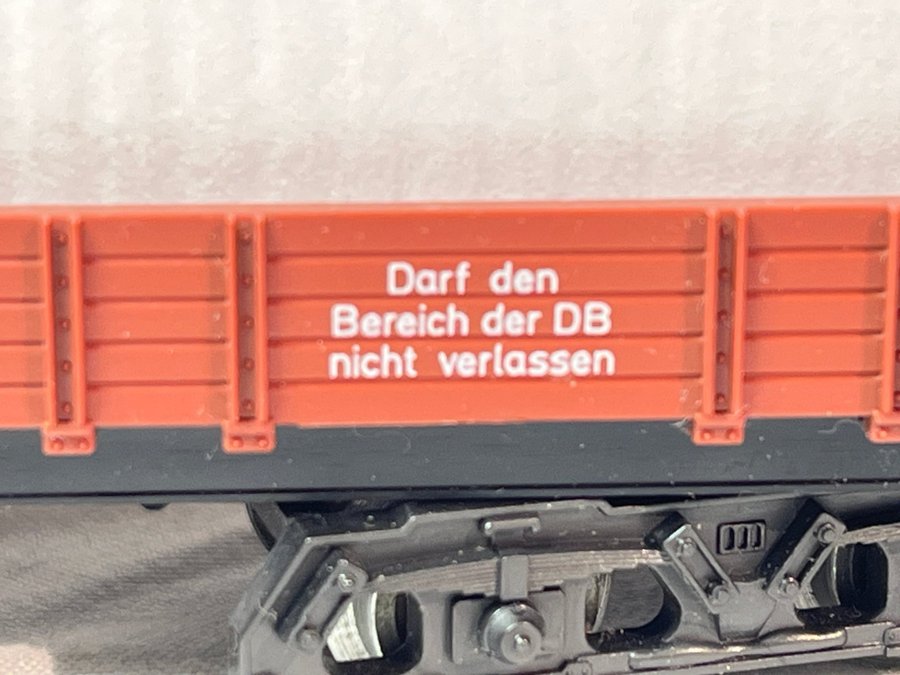 Darf den
Bereich der DB
nicht verlassen